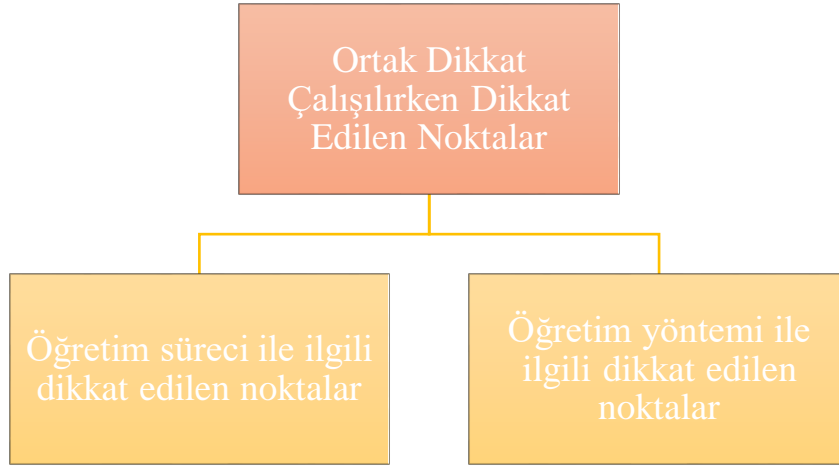 Ortak Dikkat
Çalışılırken Dikkat
Edilen Noktalar
Öğretim süreci ile ilgili
dikkat edilen noktalar
Öğretim yöntemi ile
ilgili dikkat edilen
noktalar